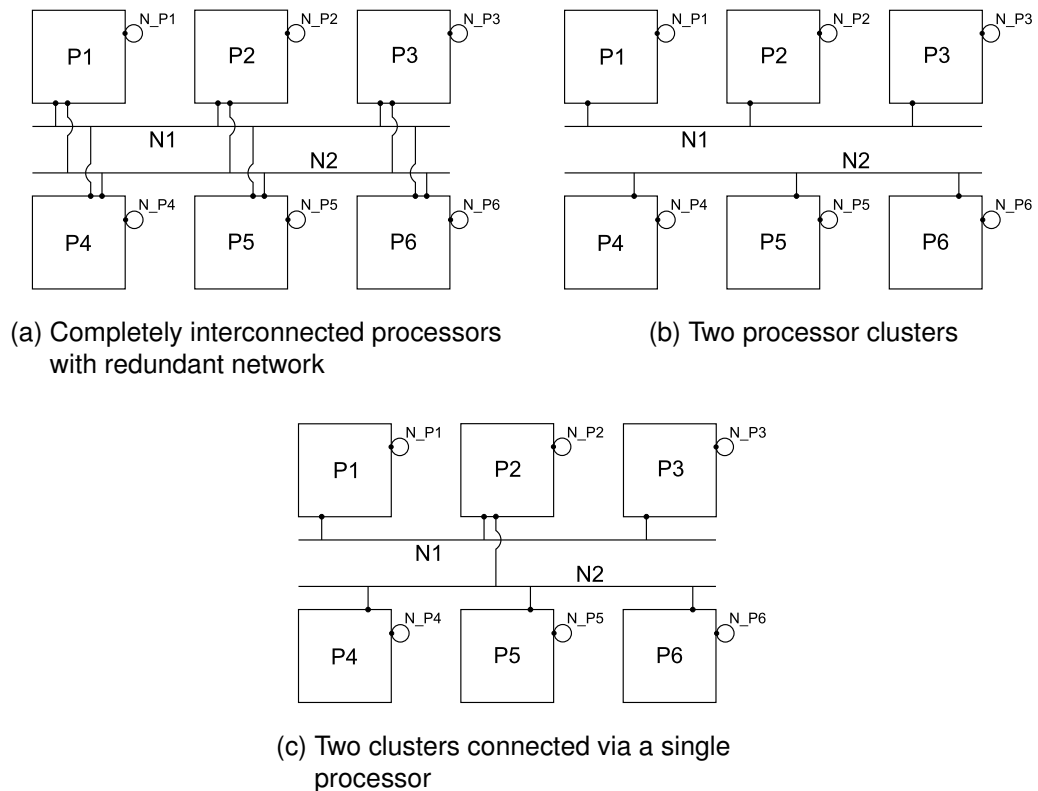 N_P1 N_P2 N_P3 N_P1 N_P2 N_P3
P1 P2 P3 P1 P2 P3
N1 N1
N2 N2
N_P4 N_P5 N_P6 N_P4 N_P5 N_P6
P4 P5 P6 P4 P5 P6
(a) Completely interconnected processors
with redundant network
(b) Two processor clusters
N_P1 N_P2 N_P3
P1 P2 P3
N1
N2
N_P4 N_P5 N_P6
P4 P5 P6
(c) Two clusters connected via a single
processor